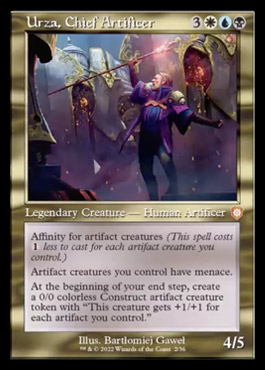 Urza, Chief Artificer 3
Legendary Creature — Human Artificer
Affinity for artifact creatures (This spell costs
1 less to cast for each artifact creature you
control.)
Artifact creatures you control have menace.
At the beginning of your end step, create
a 0/0 colorless Construct artifact creature
token with “This creature gets +1/+1 for
each artifact you control.”
Illus. Bartłomiej Gaweł
™ & © 2022 Wizards of the Coast 2/36
4/5